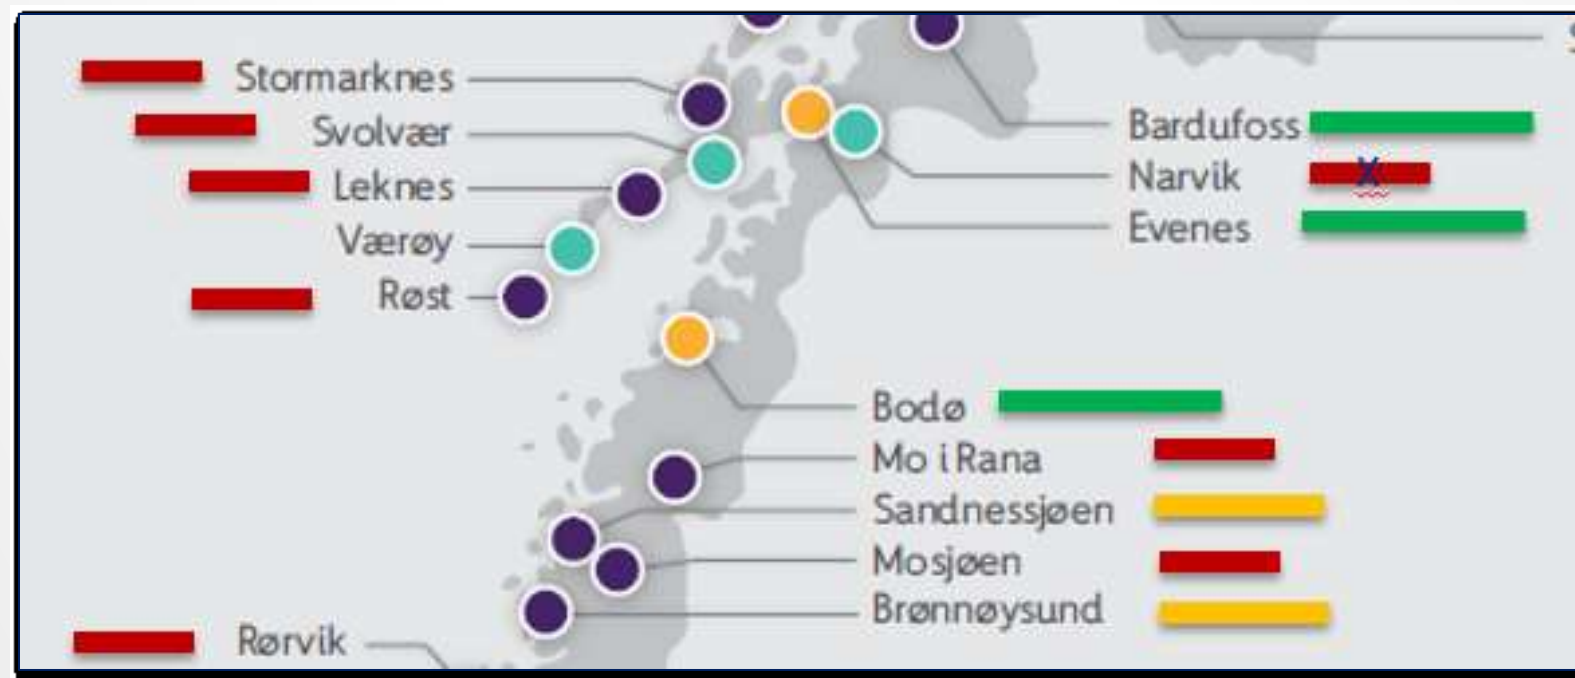 Stormarknes
Svolvær
Leknes
Værøy
Røst
Rørvik
Bardufoss
Narvik X
Evenes
Bodø
Mo i Rana
Sandnessjøen
Mosjøen
Brønnøysund